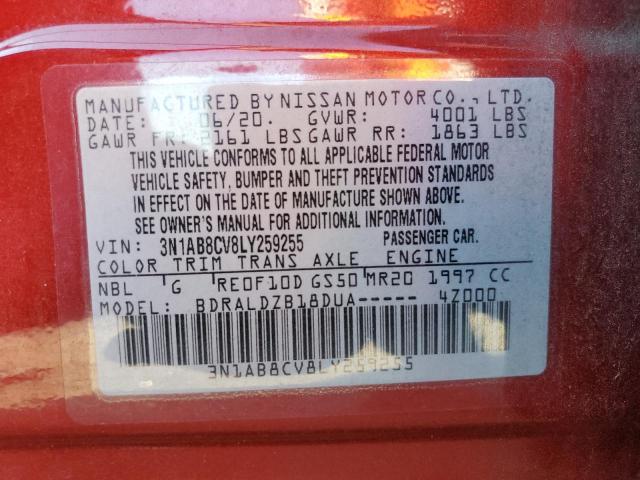 MANUFACTURED BY NISSAN MOTOR CO., LTD.
DATE: 06/20. GVWR: 4001 LBS
GAWR FR: 2161 LBS GAWR RR: 1863 LBS
THIS VEHICLE CONFORMS TO ALL APPLICABLE FEDERAL MOTOR
VEHICLE SAFETY, BUMPER AND THEFT PREVENTION STANDARDS
IN EFFECT ON THE DATE OF MANUFACTURE SHOWN ABOVE.
SEE OWNER'S MANUAL FOR ADDITIONAL INFORMATION.
VIN: 3N1AB8CV8LY259255 PASSENGER CAR.
COLOR TRIM TRANS AXLE ENGINE
NBL G RE0F10D GS50 MR20 1997 CC
MODEL: BDRALDZB18DUA----- 4Z000
3N1AB8CV8LY259255